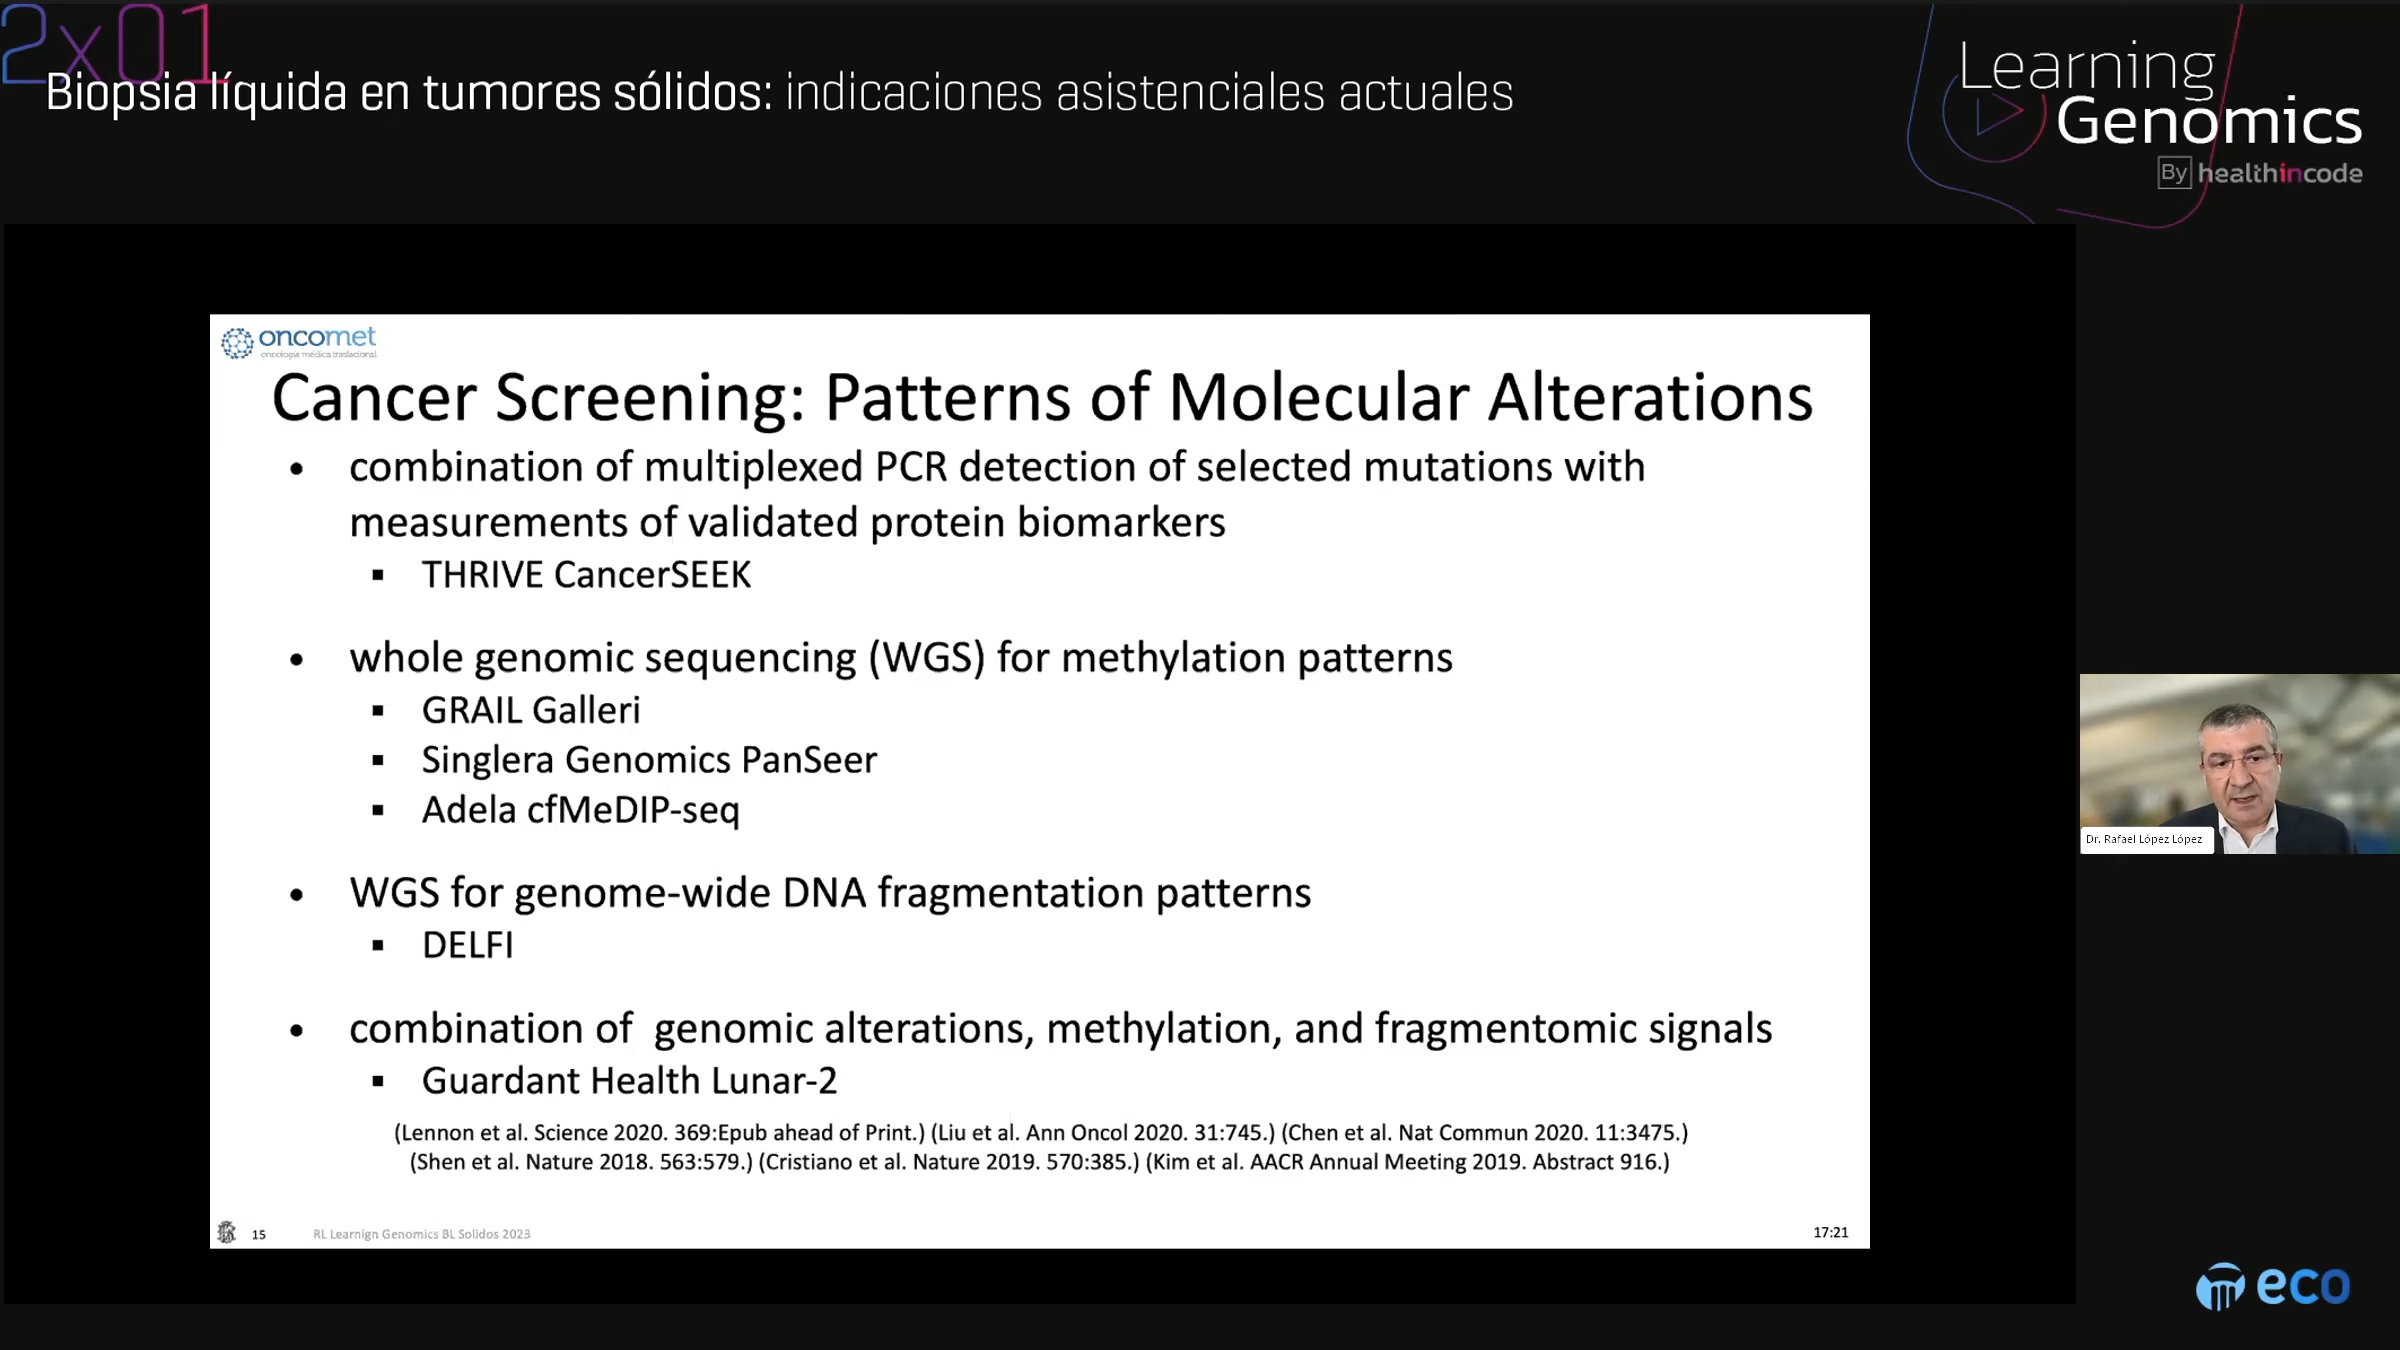 2x01
Biopsia líquida en tumores sólidos: indicaciones asistenciales actuales
Learning
Genomics
By healthincode
oncomet
oncología médica traslacional
Cancer Screening: Patterns of Molecular Alterations
• combination of multiplexed PCR detection of selected mutations with
measurements of validated protein biomarkers
▪ THRIVE CancerSEEK
• whole genomic sequencing (WGS) for methylation patterns
▪ GRAIL Galleri
▪ Singlera Genomics PanSeer
▪ Adela cfMeDIP-seq
• WGS for genome-wide DNA fragmentation patterns
▪ DELFI
• combination of  genomic alterations, methylation, and fragmentomic signals
▪ Guardant Health Lunar-2
(Lennon et al. Science 2020. 369:Epub ahead of Print.) (Liu et al. Ann Oncol 2020. 31:745.) (Chen et al. Nat Commun 2020. 11:3475.)
(Shen et al. Nature 2018. 563:579.) (Cristiano et al. Nature 2019. 570:385.) (Kim et al. AACR Annual Meeting 2019. Abstract 916.)
15 RL Learnign Genomics BL Solidos 2023 17:21
Dr. Rafael López López
eco